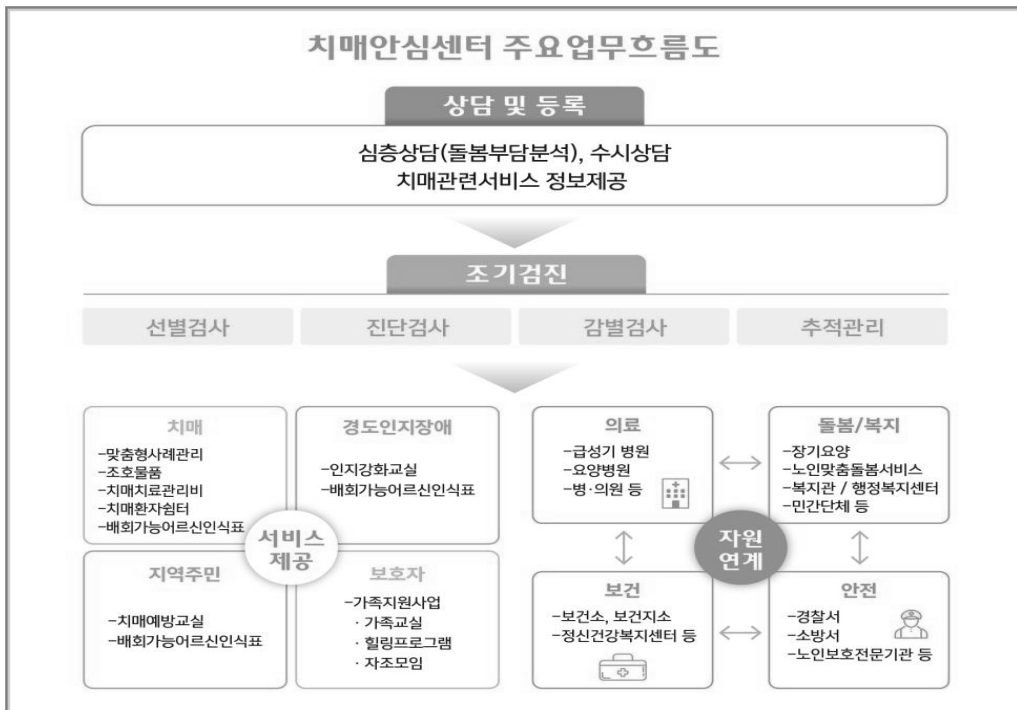 치매안심센터 주요업무흐름도
상담 및 등록
심층상담(돌봄부담분석), 수시상담
치매관련서비스 정보제공
조기검진
선별검사
진단검사
감별검사
추적관리
치매
-맞춤형사례관리
-조호물품
-치매치료관리비
-치매환자쉼터
-배회가능어르신인식표
경도인지장애
-인지강화교실
-배회가능어르신인식표
서비스
제공
지역주민
-치매예방교실
-배회가능어르신인식표
보호자
-가족지원사업
· 가족교실
· 힐링프로그램
· 자조모임
의료
-급성기 병원
-요양병원
-병·의원 등
돌봄/복지
-장기요양
-노인맞춤돌봄서비스
-복지관 / 행정복지센터
-민간단체 등
자원
연계
보건
-보건소, 보건지소
-정신건강복지센터 등
안전
-경찰서
-소방서
-노인보호전문기관 등